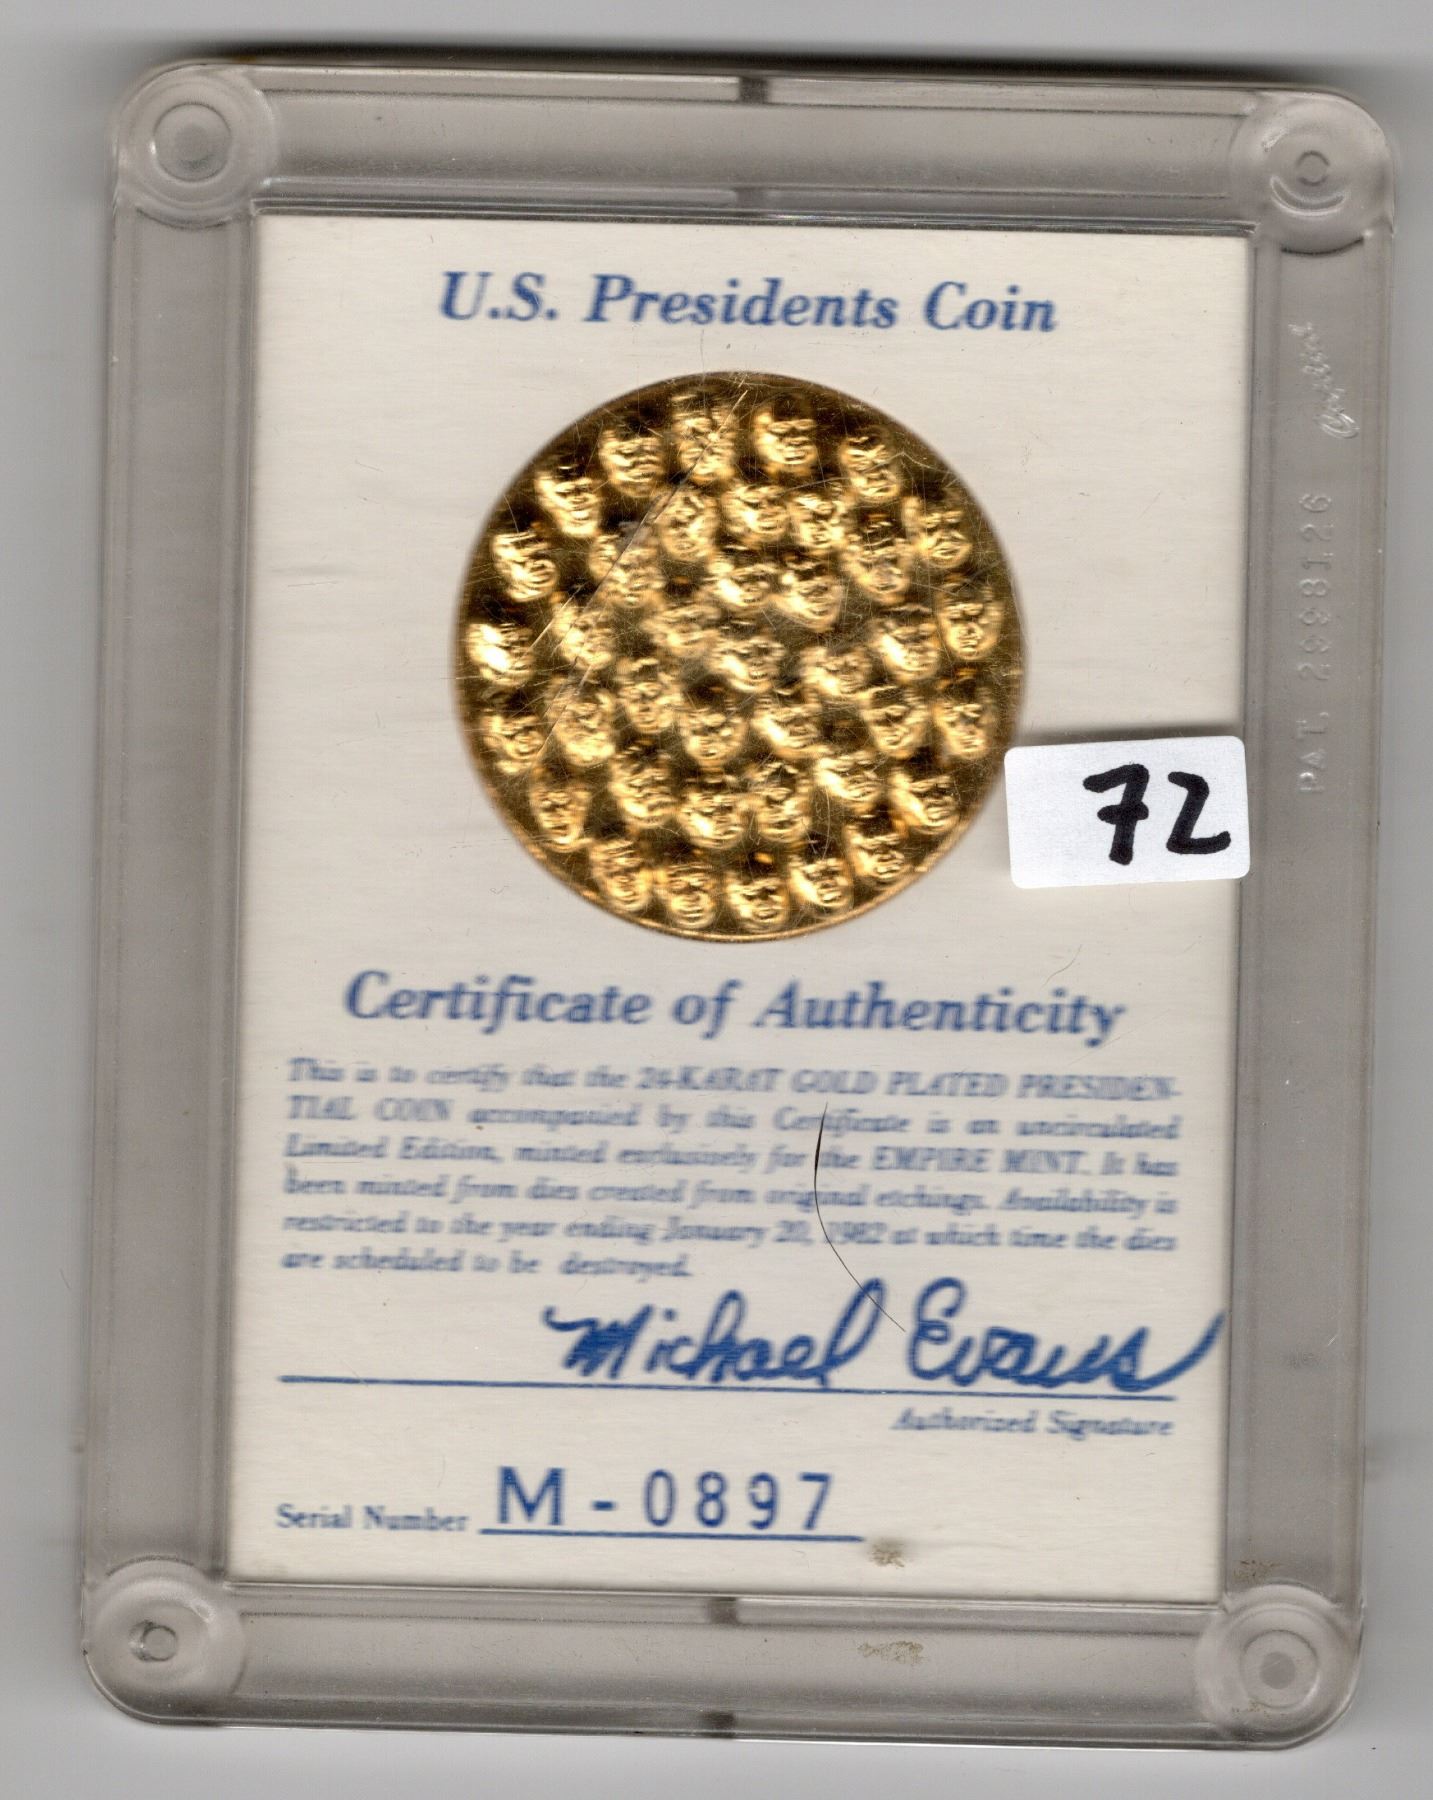 U.S. Presidents Coin
72
Certificate of Authenticity
This is to certify that the 24-KARAT GOLD PLATED PRESIDEN-
TIAL COIN accompanied by this Certificate is an uncirculated
Limited Edition, minted exclusively for the EMPIRE MINT. It has
been minted from dies created from original etchings. Availability is
restricted to the year ending January 20, 1982 at which time the dies
are scheduled to be destroyed.
Michael Evans
Authorized Signature
Serial Number M-0897
PAT. 2998126